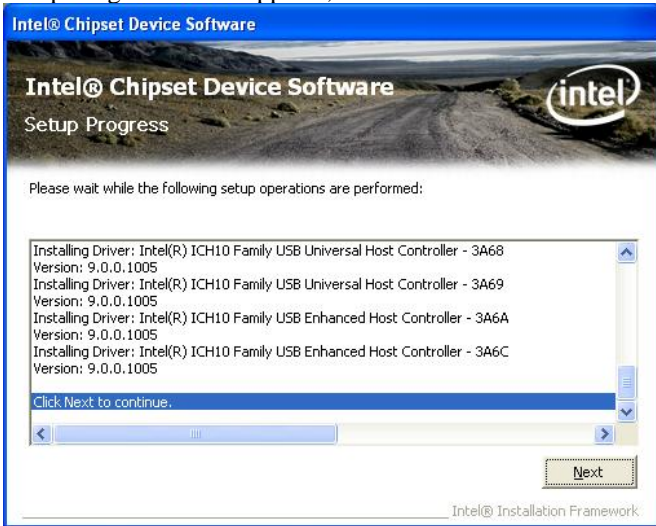 Intel® Chipset Device Software
Intel® Chipset Device Software
intel
Setup Progress
Please wait while the following setup operations are performed:
Installing Driver: Intel(R) ICH10 Family USB Universal Host Controller - 3A68
Version: 9.0.0.1005
Installing Driver: Intel(R) ICH10 Family USB Universal Host Controller - 3A69
Version: 9.0.0.1005
Installing Driver: Intel(R) ICH10 Family USB Enhanced Host Controller - 3A6A
Version: 9.0.0.1005
Installing Driver: Intel(R) ICH10 Family USB Enhanced Host Controller - 3A6C
Version: 9.0.0.1005
Click Next to continue.
Next
Intel® Installation Framework